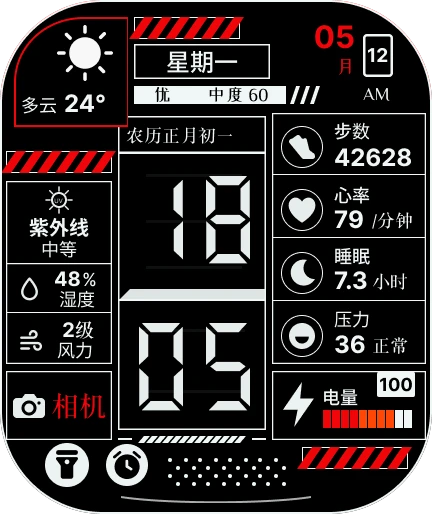 05
月
12
AM
星期一
多云 24°
优 中度 60
农历正月初一
18
05
UV
紫外线
中等
48%
湿度
2级
风力
相机
步数
42628
心率
79 /分钟
睡眠
7.3 小时
压力
36 正常
电量
100